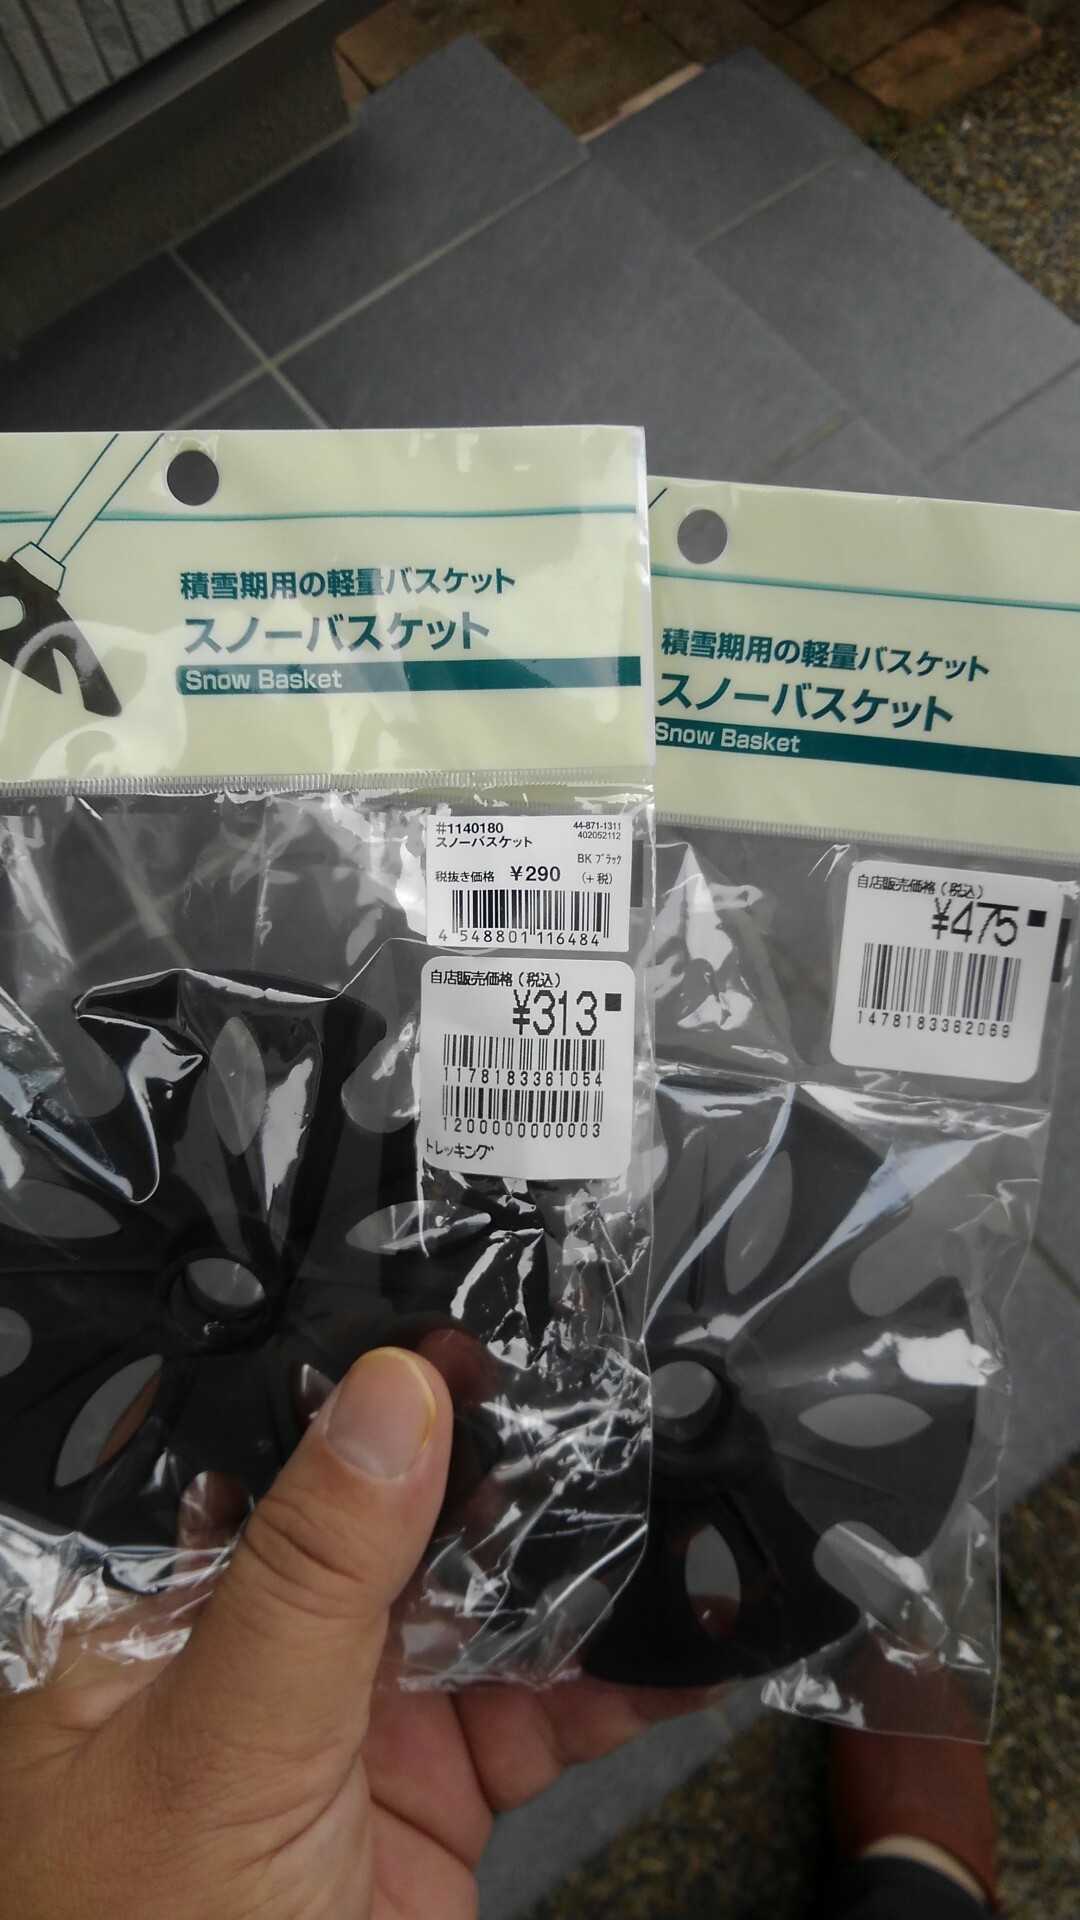 積雪期用の軽量バスケット
スノーバスケット
Snow Basket
#1140180
44-871-1311
スノーバスケット
402052112
BK ブラック
税抜き価格 ¥290 (+税)
4 548801 116484
自店販売価格(税込)
¥313
1178183361054
1200000000003
トレッキング
積雪期用の軽量バスケット
スノーバスケット
Snow Basket
自店販売価格(税込)
¥475
1478183362069